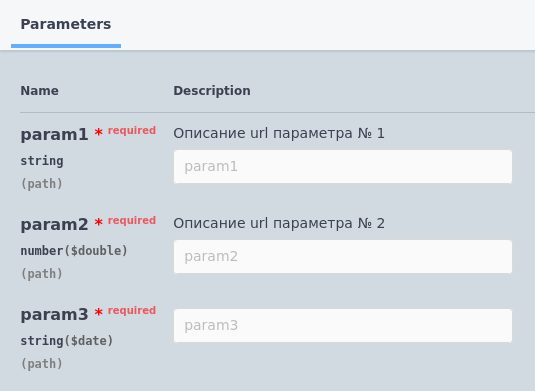 Parameters
Name Description
param1 * required Описание url параметра № 1
string param1
(path)
param2 * required Описание url параметра № 2
number($double) param2
(path)
param3 * required param3
string($date)
(path)